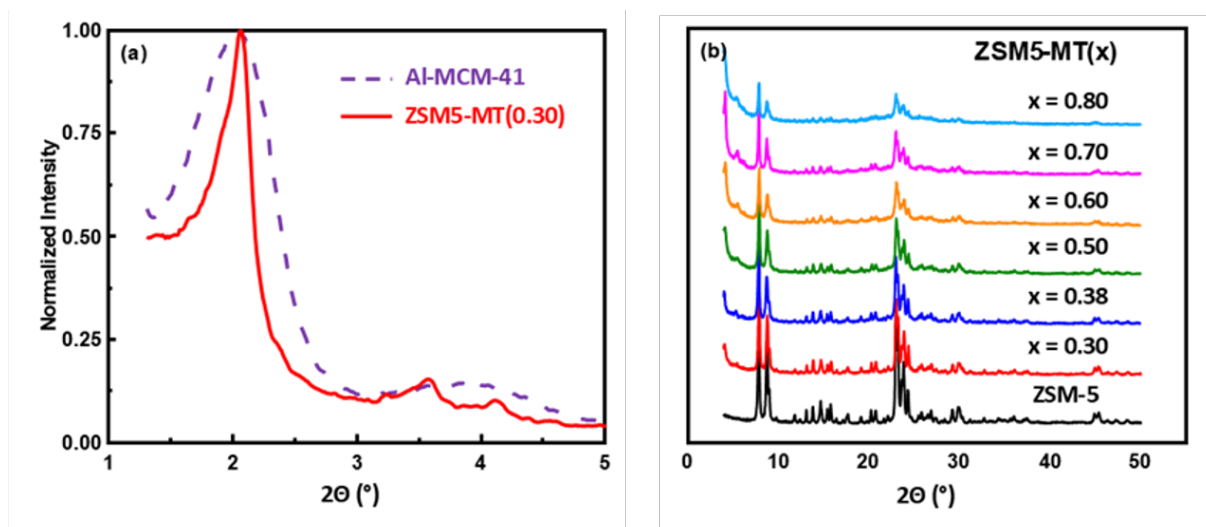 (a)
Al-MCM-41
ZSM5-MT(0.30)
Normalized Intensity
1.00
0.75
0.50
0.25
0.00
1 2 3 4 5
2Θ (°)
(b)
ZSM5-MT(x)
x = 0.80
x = 0.70
x = 0.60
x = 0.50
x = 0.38
x = 0.30
ZSM-5
0 10 20 30 40 50
2Θ (°)